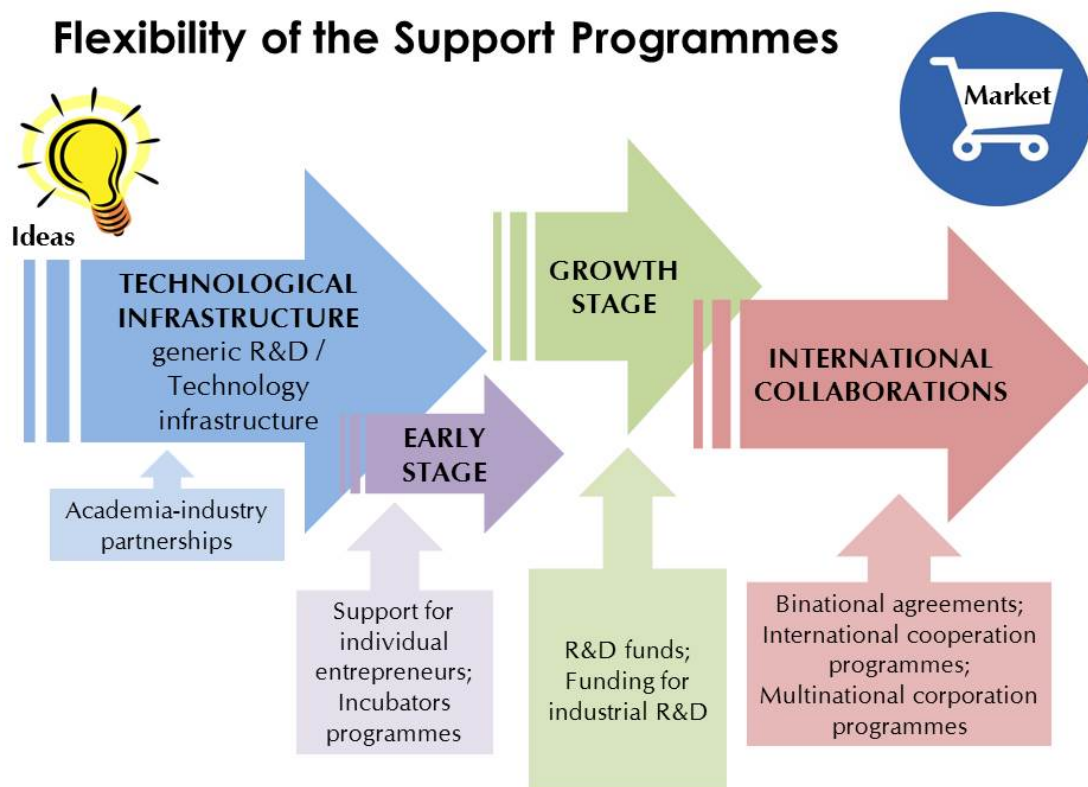 Flexibility of the Support Programmes
Market
Ideas
TECHNOLOGICAL
INFRASTRUCTURE
generic R&D /
Technology
infrastructure
GROWTH
STAGE
INTERNATIONAL
COLLABORATIONS
EARLY
STAGE
Academia-industry
partnerships
Support for
individual
entrepreneurs;
Incubators
programmes
R&D funds;
Funding for
industrial R&D
Binational agreements;
International cooperation
programmes;
Multinational corporation
programmes